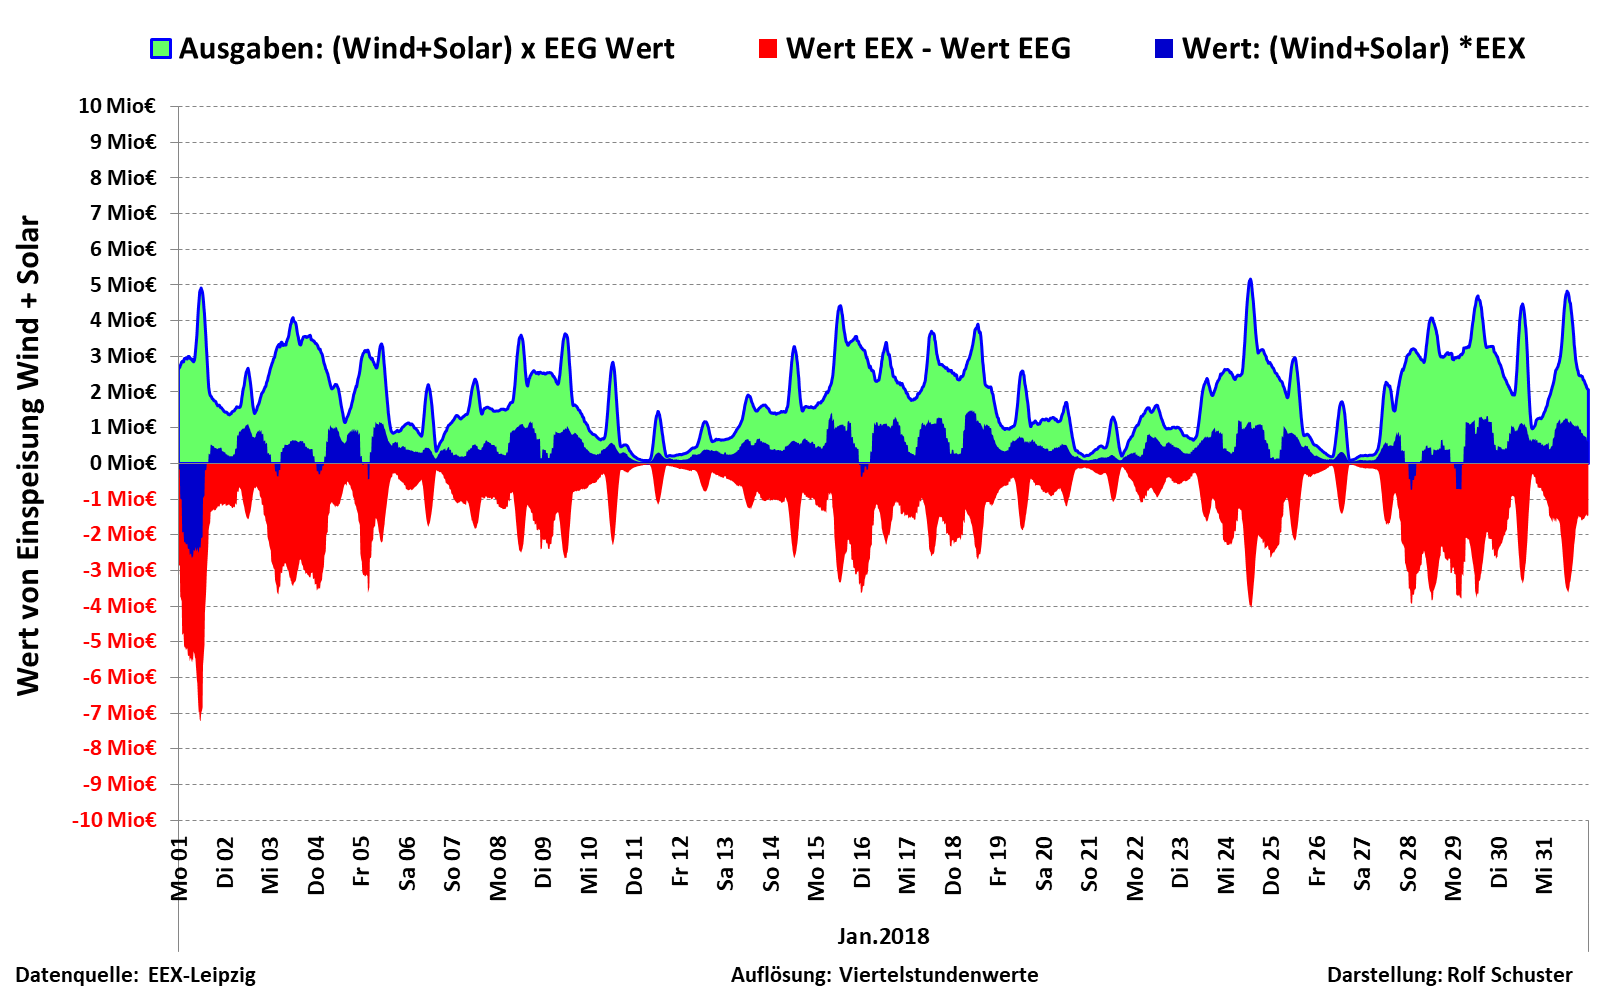 Ausgaben: (Wind+Solar) x EEG Wert Wert EEX - Wert EEG Wert: (Wind+Solar) *EEX
Wert von Einspeisung Wind + Solar
10 Mio€
9 Mio€
8 Mio€
7 Mio€
6 Mio€
5 Mio€
4 Mio€
3 Mio€
2 Mio€
1 Mio€
0 Mio€
-1 Mio€
-2 Mio€
-3 Mio€
-4 Mio€
-5 Mio€
-6 Mio€
-7 Mio€
-8 Mio€
-9 Mio€
-10 Mio€
Mo 01
Di 02
Mi 03
Do 04
Fr 05
Sa 06
So 07
Mo 08
Di 09
Mi 10
Do 11
Fr 12
Sa 13
So 14
Mo 15
Di 16
Mi 17
Do 18
Fr 19
Sa 20
So 21
Mo 22
Di 23
Mi 24
Do 25
Fr 26
Sa 27
So 28
Mo 29
Di 30
Mi 31
Jan.2018
Datenquelle: EEX-Leipzig Auflösung: Viertelstundenwerte Darstellung: Rolf Schuster